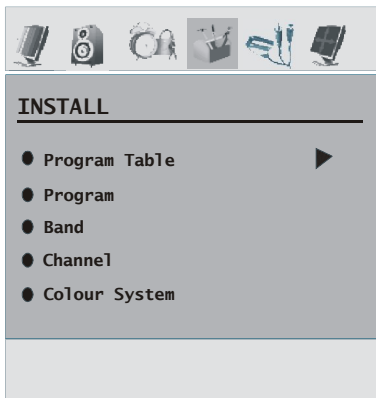 INSTALL
Program Table
Program
Band
Channel
Colour System